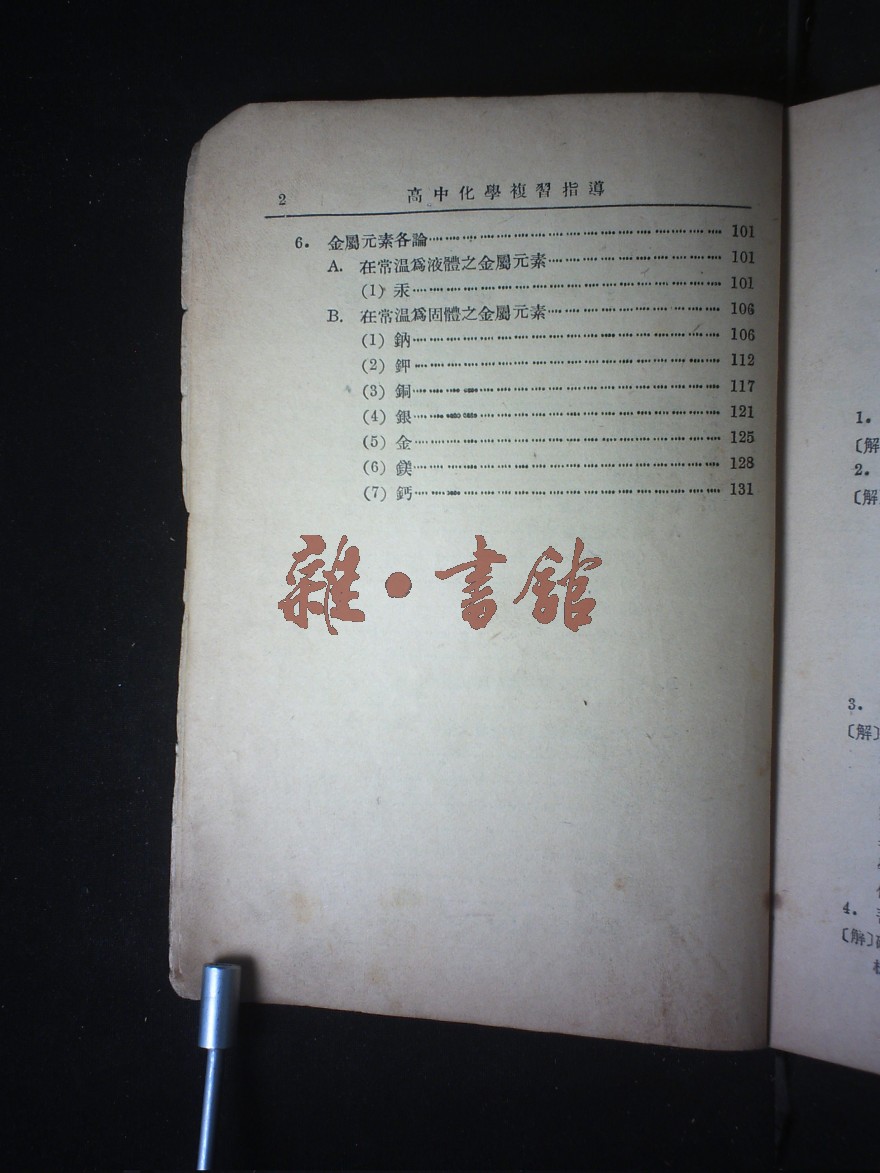 2
高中化學複習指導
6. 金屬元素各論 101
A. 在常温爲液體之金屬元素 101
(1) 汞 101
B. 在常温爲固體之金屬元素 106
(1) 鈉 106
(2) 鉀 112
(3) 銅 117
(4) 銀 121
(5) 金 125
(6) 鎂 128
(7) 鈣 131
雜•書館
1.
〔解
2.
〔解
3.
〔解〕
4.
〔解〕